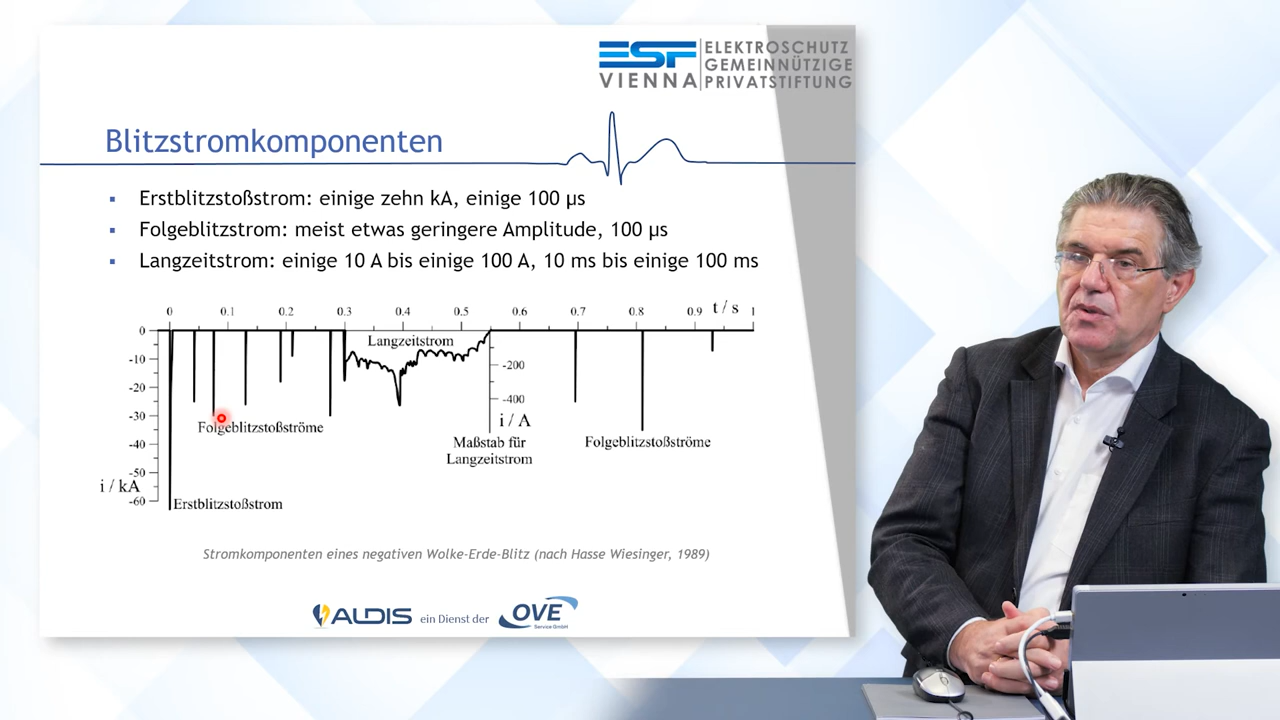 ESF
VIENNA
ELEKTROSCHUTZ
GEMEINNÜTZIGE
PRIVATSTIFTUNG
Blitzstromkomponenten
Erstblitzstoßstrom: einige zehn kA, einige 100 µs
Folgeblitzstrom: meist etwas geringere Amplitude, 100 µs
Langzeitstrom: einige 10 A bis einige 100 A, 10 ms bis einige 100 ms
0 0.1 0.2 0.3 0.4 0.5 0.6 0.7 0.8 0.9 t / s 1
0
-10
-20
-30
-40
-50
-60
i / kA
Langzeitstrom
-200
-400
i / A
Folgeblitzstoßströme
Maßstab für
Langzeitstrom
Folgeblitzstoßströme
Erstblitzstoßstrom
Stromkomponenten eines negativen Wolke-Erde-Blitz (nach Hasse Wiesinger, 1989)
ALDIS ein Dienst der OVE
Service GmbH